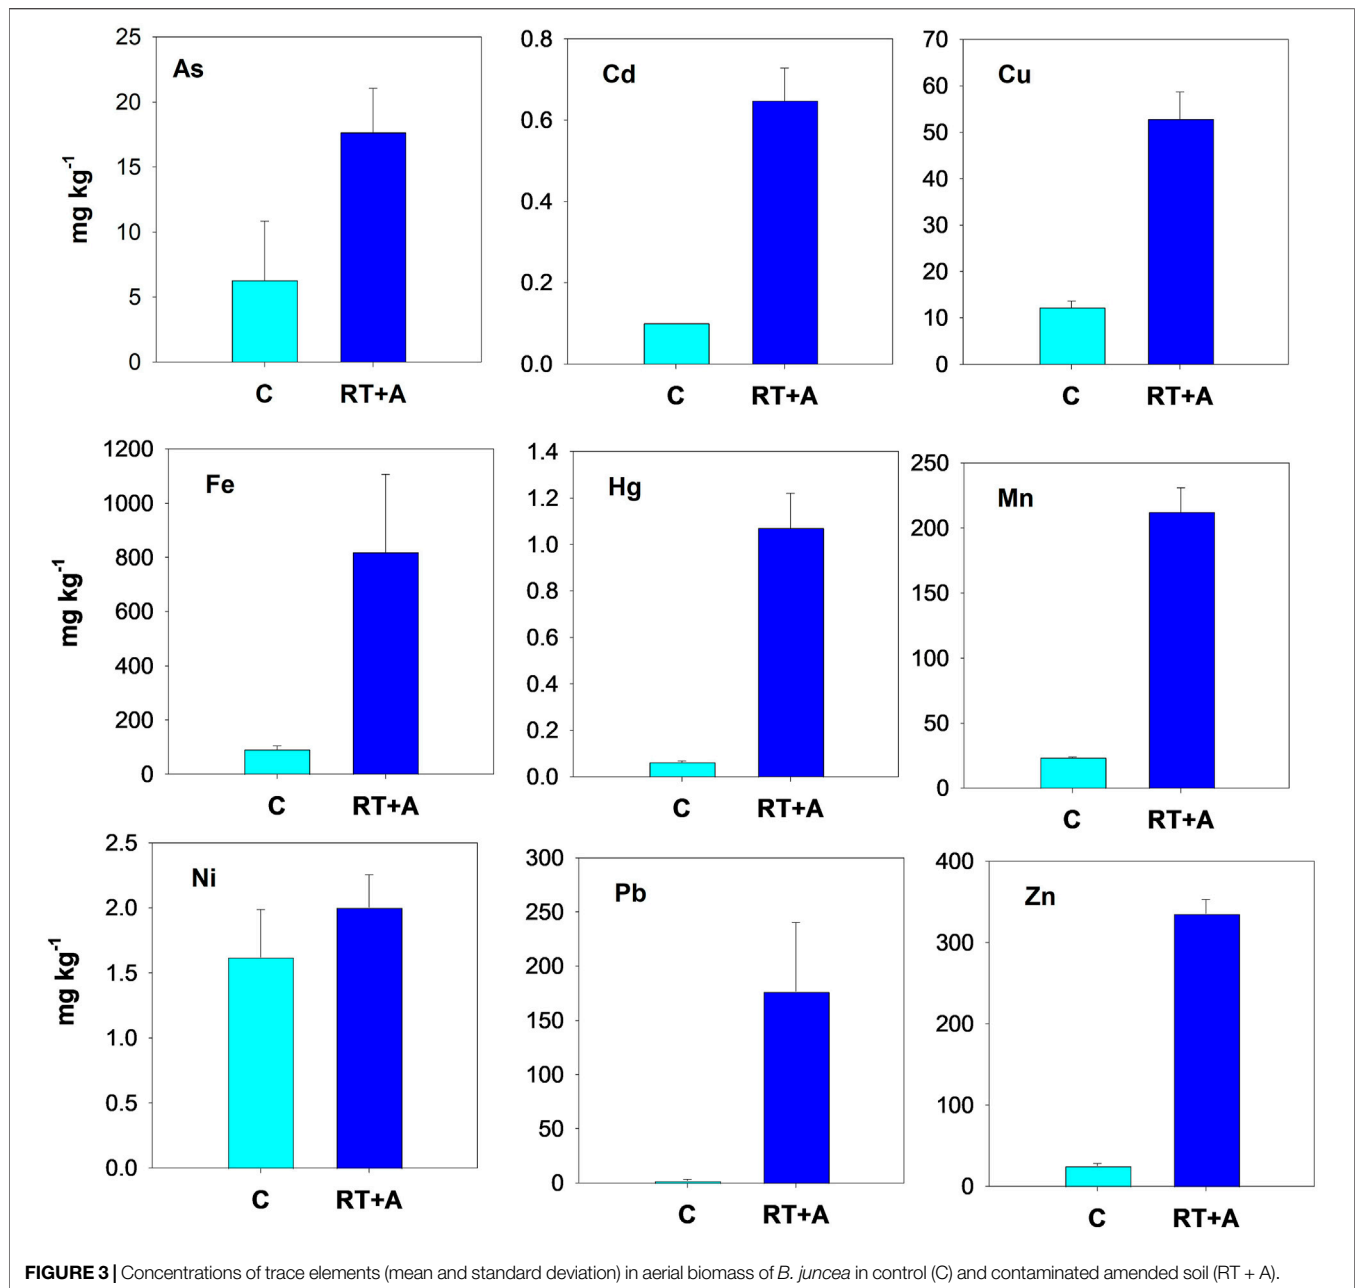 As
mg kg-1
25
20
15
10
5
0
C RT+A
Cd
0.8
0.6
0.4
0.2
0.0
C RT+A
Cu
70
60
50
40
30
20
10
0
C RT+A
Fe
mg kg-1
1200
1000
800
600
400
200
0
C RT+A
Hg
1.4
1.2
1.0
0.8
0.6
0.4
0.2
0.0
C RT+A
Mn
250
200
150
100
50
0
C RT+A
Ni
mg kg-1
2.5
2.0
1.5
1.0
0.5
0.0
C RT+A
Pb
300
250
200
150
100
50
0
C RT+A
Zn
400
300
200
100
0
C RT+A
FIGURE 3 | Concentrations of trace elements (mean and standard deviation) in aerial biomass of B. juncea in control (C) and contaminated amended soil (RT + A).